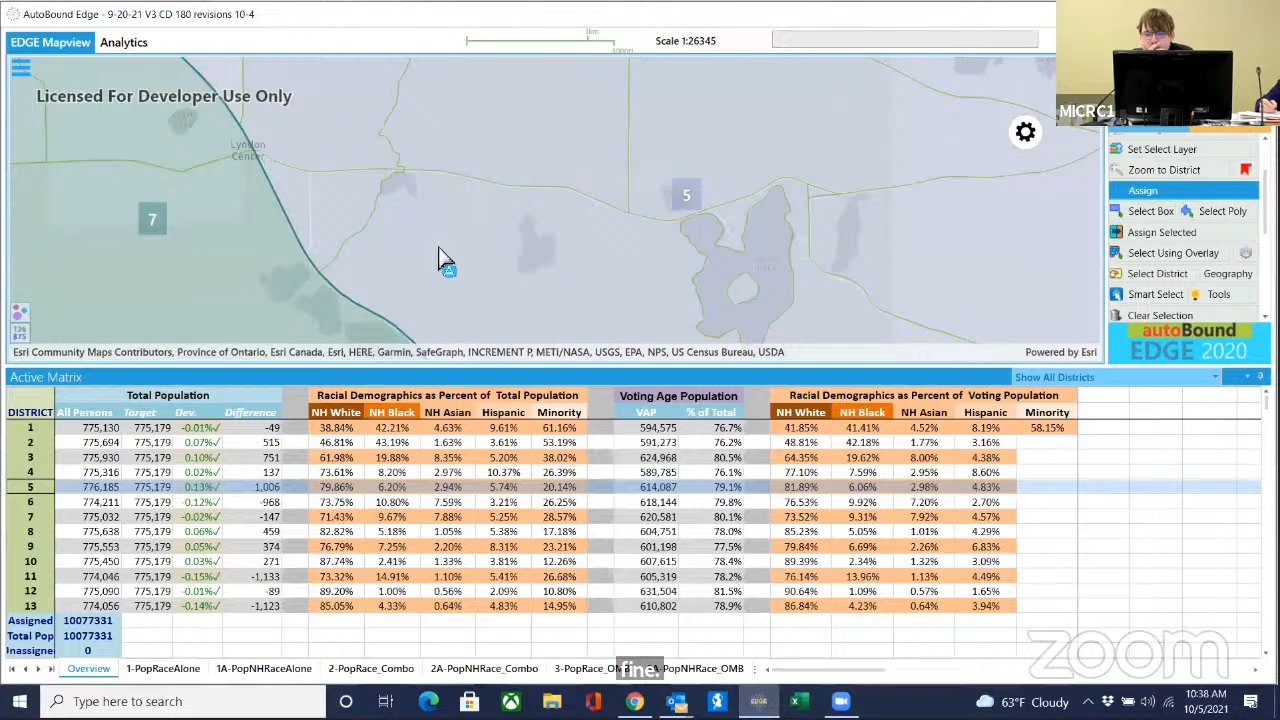 AutoBound Edge - 9-20-21 V3 CD 180 revisions 10-4
EDGE Mapview Analytics
1km
Scale 1:26345
MICRC1
Licensed For Developer Use Only
Lyndon
Center
7
5
Esri Community Maps Contributors, Province of Ontario, Esri Canada, Esri, HERE, Garmin, SafeGraph, INCREMENT P, METI/NASA, USGS, EPA, NPS, US Census Bureau, USDA
Powered by Esri
Set Select Layer
Zoom to District
Assign
Select Box Select Poly
Assign Selected
Select Using Overlay
Select District Geography
Smart Select Tools
Clear Selection
autoBound
EDGE 2020
Active Matrix Show All Districts
Total Population Racial Demographics as Percent of Total Population Voting Age Population Racial Demographics as Percent of Voting Population
DISTRICT All Persons Target Dev. Difference NH White NH Black NH Asian Hispanic Minority VAP % of Total NH White NH Black NH Asian Hispanic Minority
1 775,130 775,179 -0.01%✓ -49 38.84% 42.21% 4.63% 9.61% 61.16% 594,575 76.7% 41.85% 41.41% 4.52% 8.19% 58.15%
2 775,694 775,179 0.07%✓ 515 46.81% 43.19% 1.63% 3.61% 53.19% 591,273 76.2% 48.81% 42.18% 1.77% 3.16%
3 775,930 775,179 0.10%✓ 751 61.98% 19.88% 8.35% 5.20% 38.02% 624,968 80.5% 64.35% 19.62% 8.00% 4.38%
4 775,316 775,179 0.02%✓ 137 73.61% 8.20% 2.97% 10.37% 26.39% 589,785 76.1% 77.10% 7.59% 2.95% 8.60%
5 776,185 775,179 0.13%✓ 1,006 79.86% 6.20% 2.94% 5.74% 20.14% 614,087 79.1% 81.89% 6.06% 2.98% 4.83%
6 774,211 775,179 -0.12%✓ -968 73.75% 10.80% 7.59% 3.21% 26.25% 618,144 79.8% 76.53% 9.92% 7.20% 2.70%
7 775,032 775,179 -0.02%✓ -147 71.43% 9.67% 7.88% 5.25% 28.57% 620,581 80.1% 73.52% 9.31% 7.92% 4.57%
8 775,638 775,179 0.06%✓ 459 82.82% 5.18% 1.05% 5.38% 17.18% 604,751 78.0% 85.23% 5.05% 1.01% 4.29%
9 775,553 775,179 0.05%✓ 374 76.79% 7.25% 2.20% 8.31% 23.21% 601,198 77.5% 79.84% 6.69% 2.26% 6.83%
10 775,450 775,179 0.03%✓ 271 87.74% 2.41% 1.33% 3.81% 12.26% 607,615 78.4% 89.39% 2.34% 1.32% 3.09%
11 774,046 775,179 -0.15%✓ -1,133 73.32% 14.91% 1.10% 5.41% 26.68% 605,319 78.2% 76.14% 13.96% 1.13% 4.49%
12 775,090 775,179 -0.01%✓ -89 89.20% 1.00% 0.56% 2.09% 10.80% 631,504 81.5% 90.64% 1.09% 0.57% 1.65%
13 774,056 775,179 -0.14%✓ -1,123 85.05% 4.33% 0.64% 4.83% 14.95% 610,802 78.9% 86.84% 4.23% 0.64% 3.94%
Assigned 10077331
Total Pop 10077331
Unassigned 0
Overview 1-PopRaceAlone 1A-PopNHRaceAlone 2-PopRace_Combo 2A-PopNHRace_Combo 3-PopRace_OMB A-PopNHRace_OMB
fine.
zoom
Type here to search
EDGE
63°F Cloudy
10:38 AM
10/5/2021